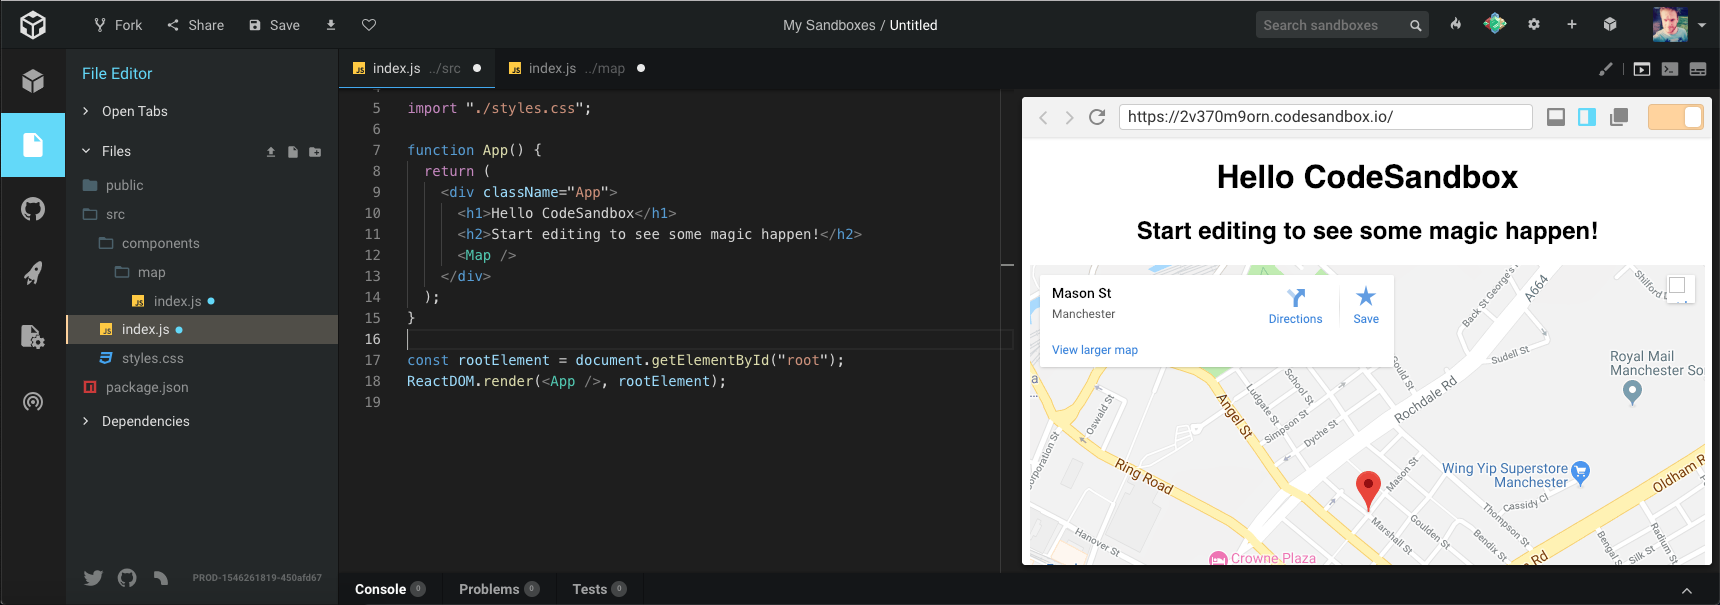 Fork Share Save My Sandboxes / Untitled Search sandboxes
File Editor
Open Tabs
Files
public
src
components
map
JS index.js
JS index.js
styles.css
package.json
Dependencies
PROD-1546261819-450afd67
JS index.js ../src JS index.js ../map
5 import "./styles.css";
6
7 function App() {
8 return (
9 <div className="App">
10 <h1>Hello CodeSandbox</h1>
11 <h2>Start editing to see some magic happen!</h2>
12 <Map />
13 </div>
14 );
15 }
16
17 const rootElement = document.getElementById("root");
18 ReactDOM.render(<App />, rootElement);
19
Console 0 Problems 0 Tests 0
https://2v370m9orn.codesandbox.io/
Hello CodeSandbox
Start editing to see some magic happen!
Mason St
Manchester
Directions
Save
View larger map
A664
Back St George's
Shilford
Sudell St
Royal Mail
Manchester So
Gould St
Rochdale Rd
School St
Ludgate St
Simpson St
Dyche St
Angel St
Oswald St
Corporation St
Ring Road
Mason St
Wing Yip Superstore
Manchester
Oldham R
Cassidy Cl
Thompson St
Marshall St
Goulden St
Bendix St
Hanover St
Crowne Plaza
Bengal
Silk St
Radium St
Rd